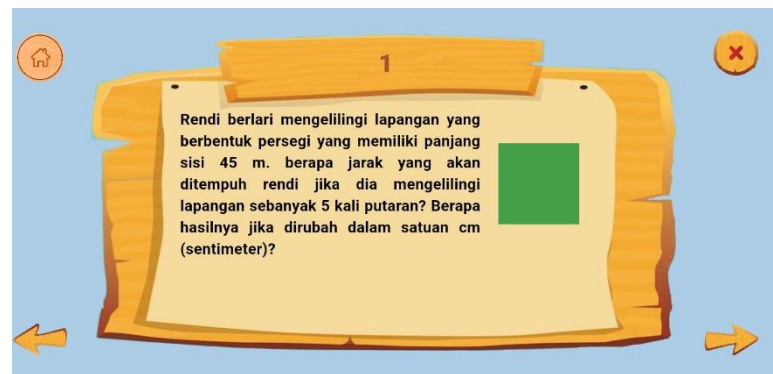 1
Rendi berlari mengelilingi lapangan yang
berbentuk persegi yang memiliki panjang
sisi 45 m. berapa jarak yang akan
ditempuh rendi jika dia mengelilingi
lapangan sebanyak 5 kali putaran? Berapa
hasilnya jika dirubah dalam satuan cm
(sentimeter)?